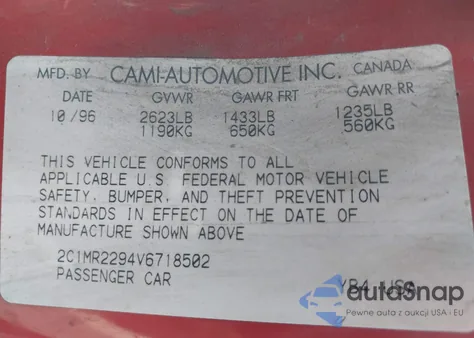 MFD. BY CAMI-AUTOMOTIVE INC. CANADA
DATE GVWR GAWR FRT GAWR RR
10/96 2623LB 1433LB 1235LB
1190KG 650KG 560KG
THIS VEHICLE CONFORMS TO ALL
APPLICABLE U.S. FEDERAL MOTOR VEHICLE
SAFETY, BUMPER, AND THEFT PREVENTION
STANDARDS IN EFFECT ON THE DATE OF
MANUFACTURE SHOWN ABOVE
2C1MR2294V6718502
PASSENGER CAR YB4 USA
autosnap
Pewne auta z aukcji USA i EU